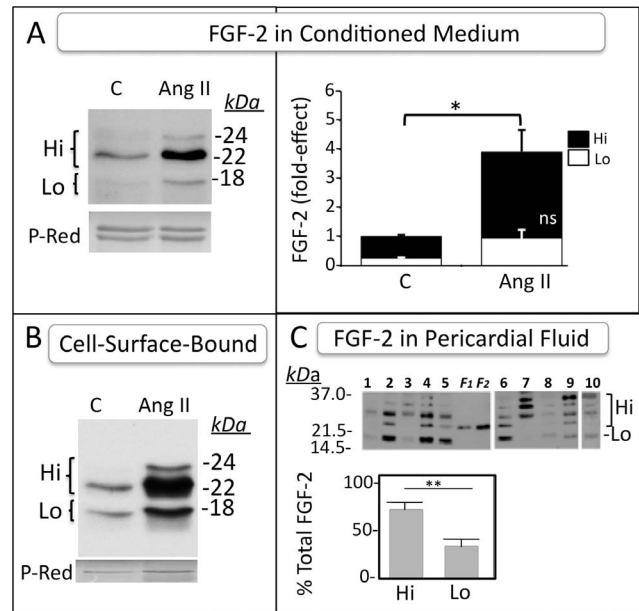 A
FGF-2 in Conditioned Medium
C Ang II kDa
Hi
Lo
-24
-22
-18
P-Red
FGF-2 (fold-effect)
6
5
4
3
2
1
0
*
Hi
Lo
ns
C Ang II
B
Cell-Surface-Bound
C Ang II kDa
Hi
Lo
-24
-22
-18
P-Red
C
FGF-2 in Pericardial Fluid
kDa 1 2 3 4 5 F1 F2 6 7 8 9 10
37.0-
21.5-
14.5-
Hi
-Lo
% Total FGF-2
100
50
0
**
Hi Lo